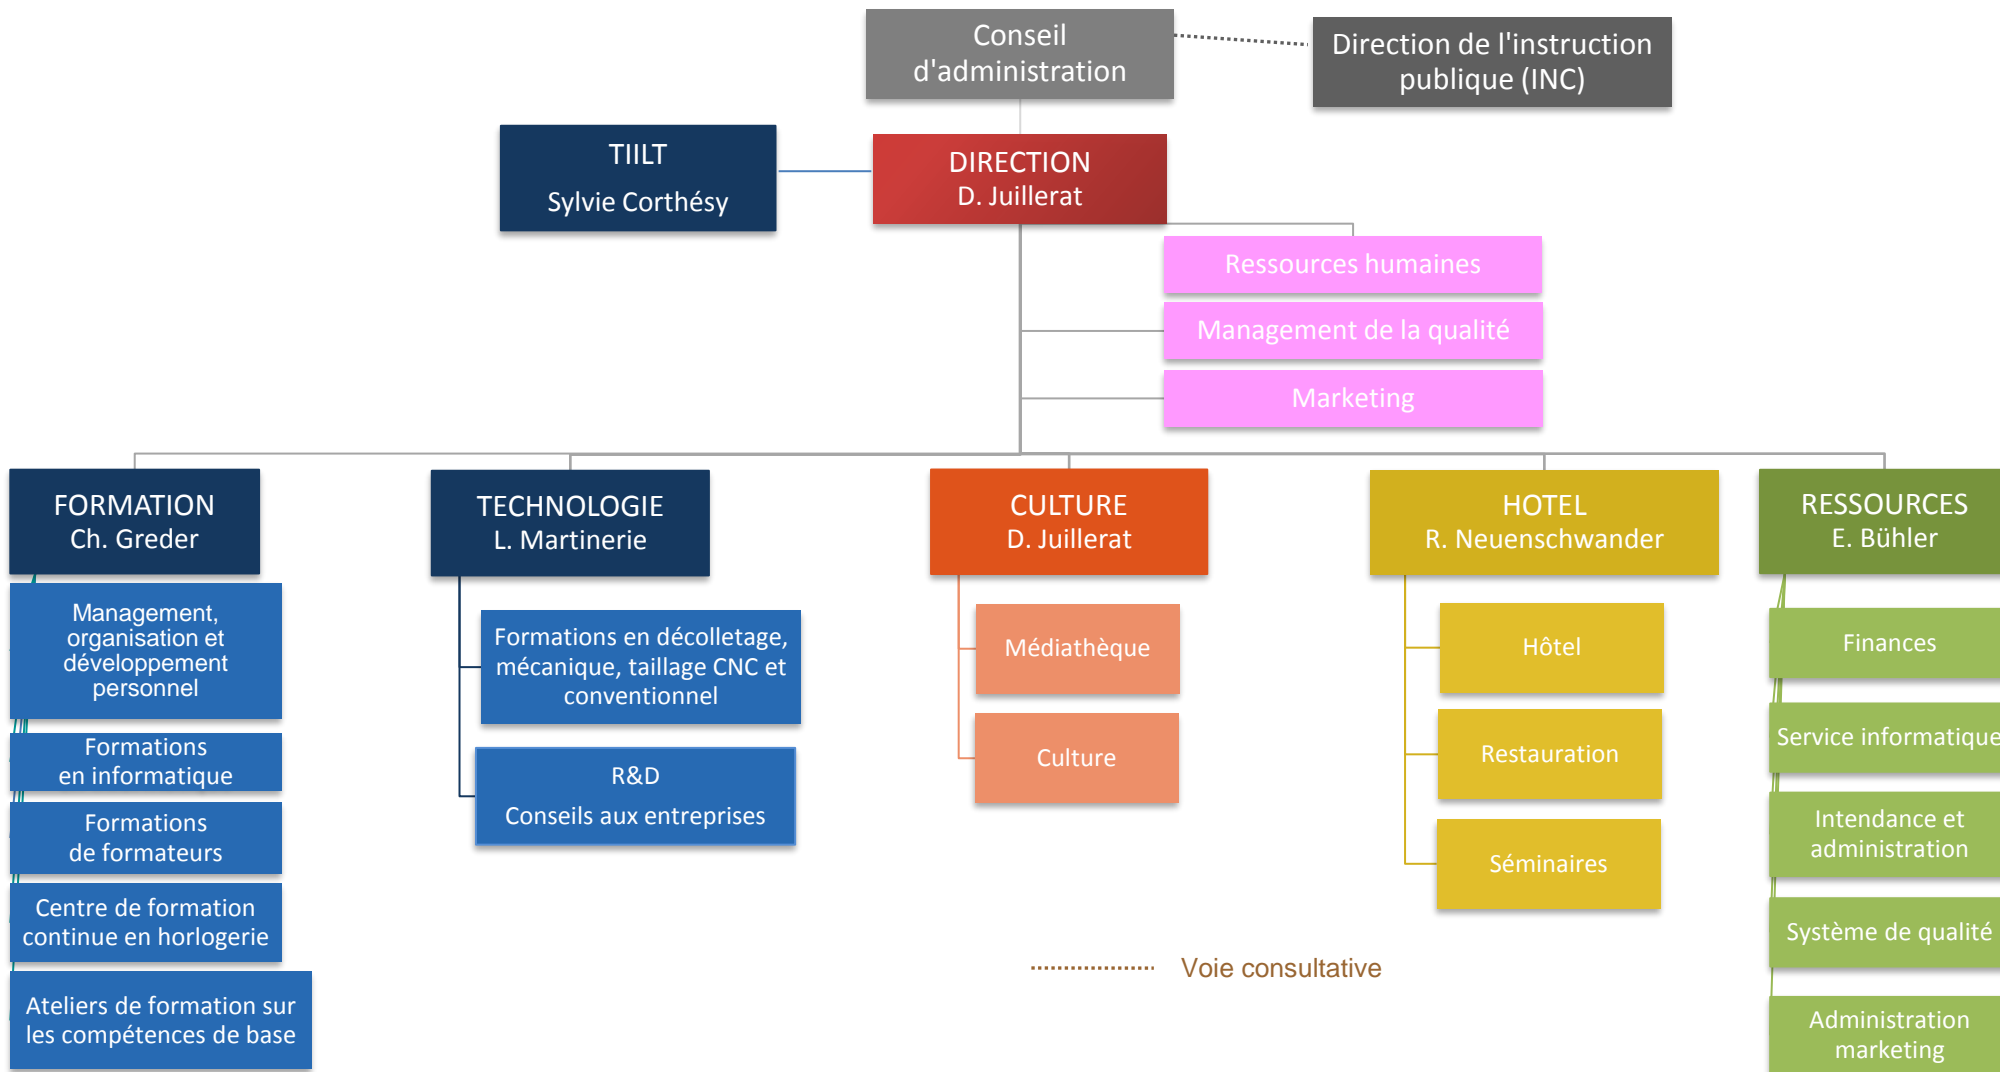 Conseil
d'administration
Direction de l'instruction
publique (INC)
TIILT
Sylvie Corthésy
DIRECTION
D. Juillerat
Ressources humaines
Management de la qualité
Marketing
FORMATION
Ch. Greder
Management,
organisation et
développement
personnel
Formations
en informatique
Formations
de formateurs
Centre de formation
continue en horlogerie
Ateliers de formation sur
les compétences de base
TECHNOLOGIE
L. Martinerie
Formations en décolletage,
mécanique, taillage CNC et
conventionnel
R&D
Conseils aux entreprises
CULTURE
D. Juillerat
Médiathèque
Culture
HOTEL
R. Neuenschwander
Hôtel
Restauration
Séminaires
RESSOURCES
E. Bühler
Finances
Service informatique
Intendance et
administration
Système de qualité
Administration
marketing
Voie consultative